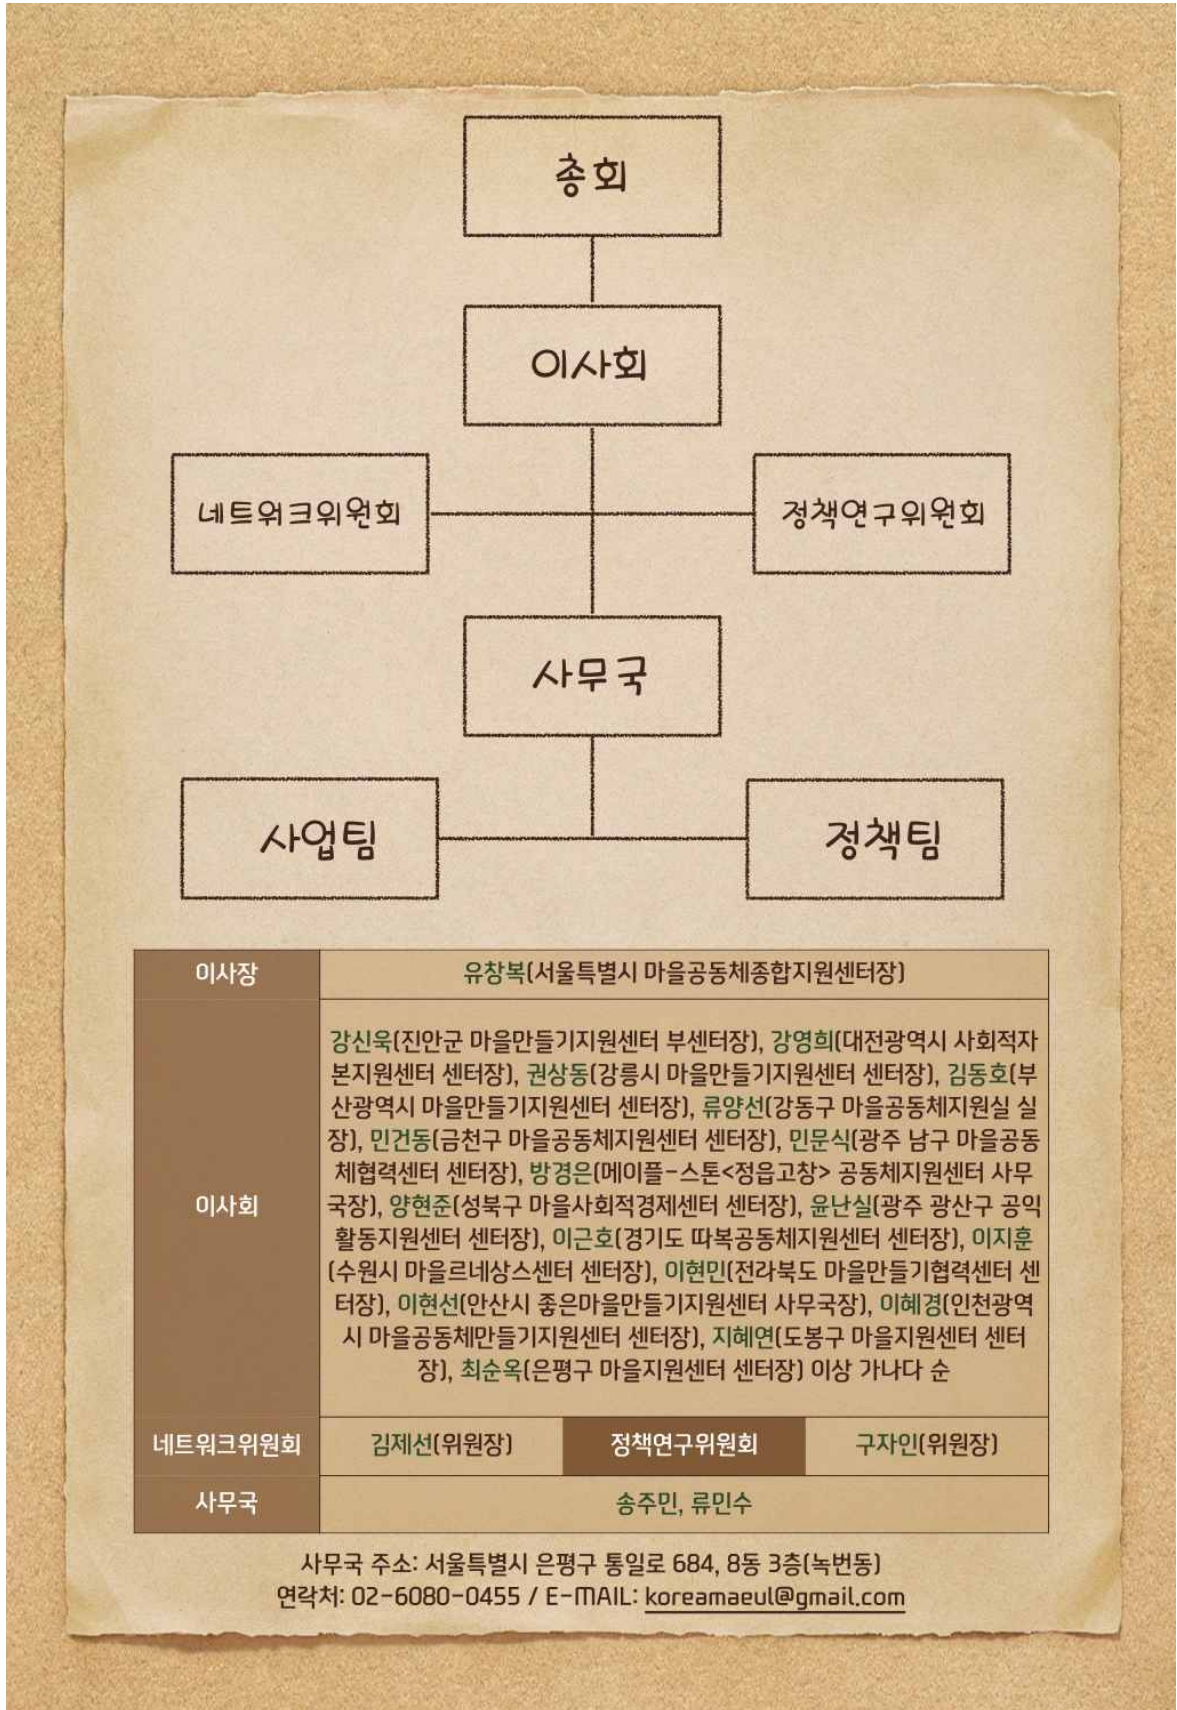 총회
이사회
네트워크위원회
정책연구위원회
사무국
사업팀
정책팀
이사장
유창복(서울특별시 마을공동체종합지원센터장)
이사회
강신욱(진안군 마을만들기지원센터 부센터장), 강영희(대전광역시 사회적자
본지원센터 센터장), 권상동(강릉시 마을만들기지원센터 센터장), 김동호(부
산광역시 마을만들기지원센터 센터장), 류양선(강동구 마을공동체지원실 실
장), 민건동(금천구 마을공동체지원센터 센터장), 민문식(광주 남구 마을공동
체협력센터 센터장), 방경은(메이플-스톤<정읍고창> 공동체지원센터 사무
국장), 양현준(성북구 마을사회적경제센터 센터장), 윤난실(광주 광산구 공익
활동지원센터 센터장), 이근호(경기도 따복공동체지원센터 센터장), 이지훈
(수원시 마을르네상스센터 센터장), 이현민(전라북도 마을만들기협력센터 센
터장), 이현선(안산시 좋은마을만들기지원센터 사무국장), 이혜경(인천광역
시 마을공동체만들기지원센터 센터장), 지혜연(도봉구 마을지원센터 센터
장), 최순옥(은평구 마을지원센터 센터장) 이상 가나다 순
네트워크위원회
김제선(위원장)
정책연구위원회
구자인(위원장)
사무국
송주민, 류민수
사무국 주소: 서울특별시 은평구 통일로 684, 8동 3층(녹번동)
연락처: 02-6080-0455 / E-MAIL: koreamaeul@gmail.com